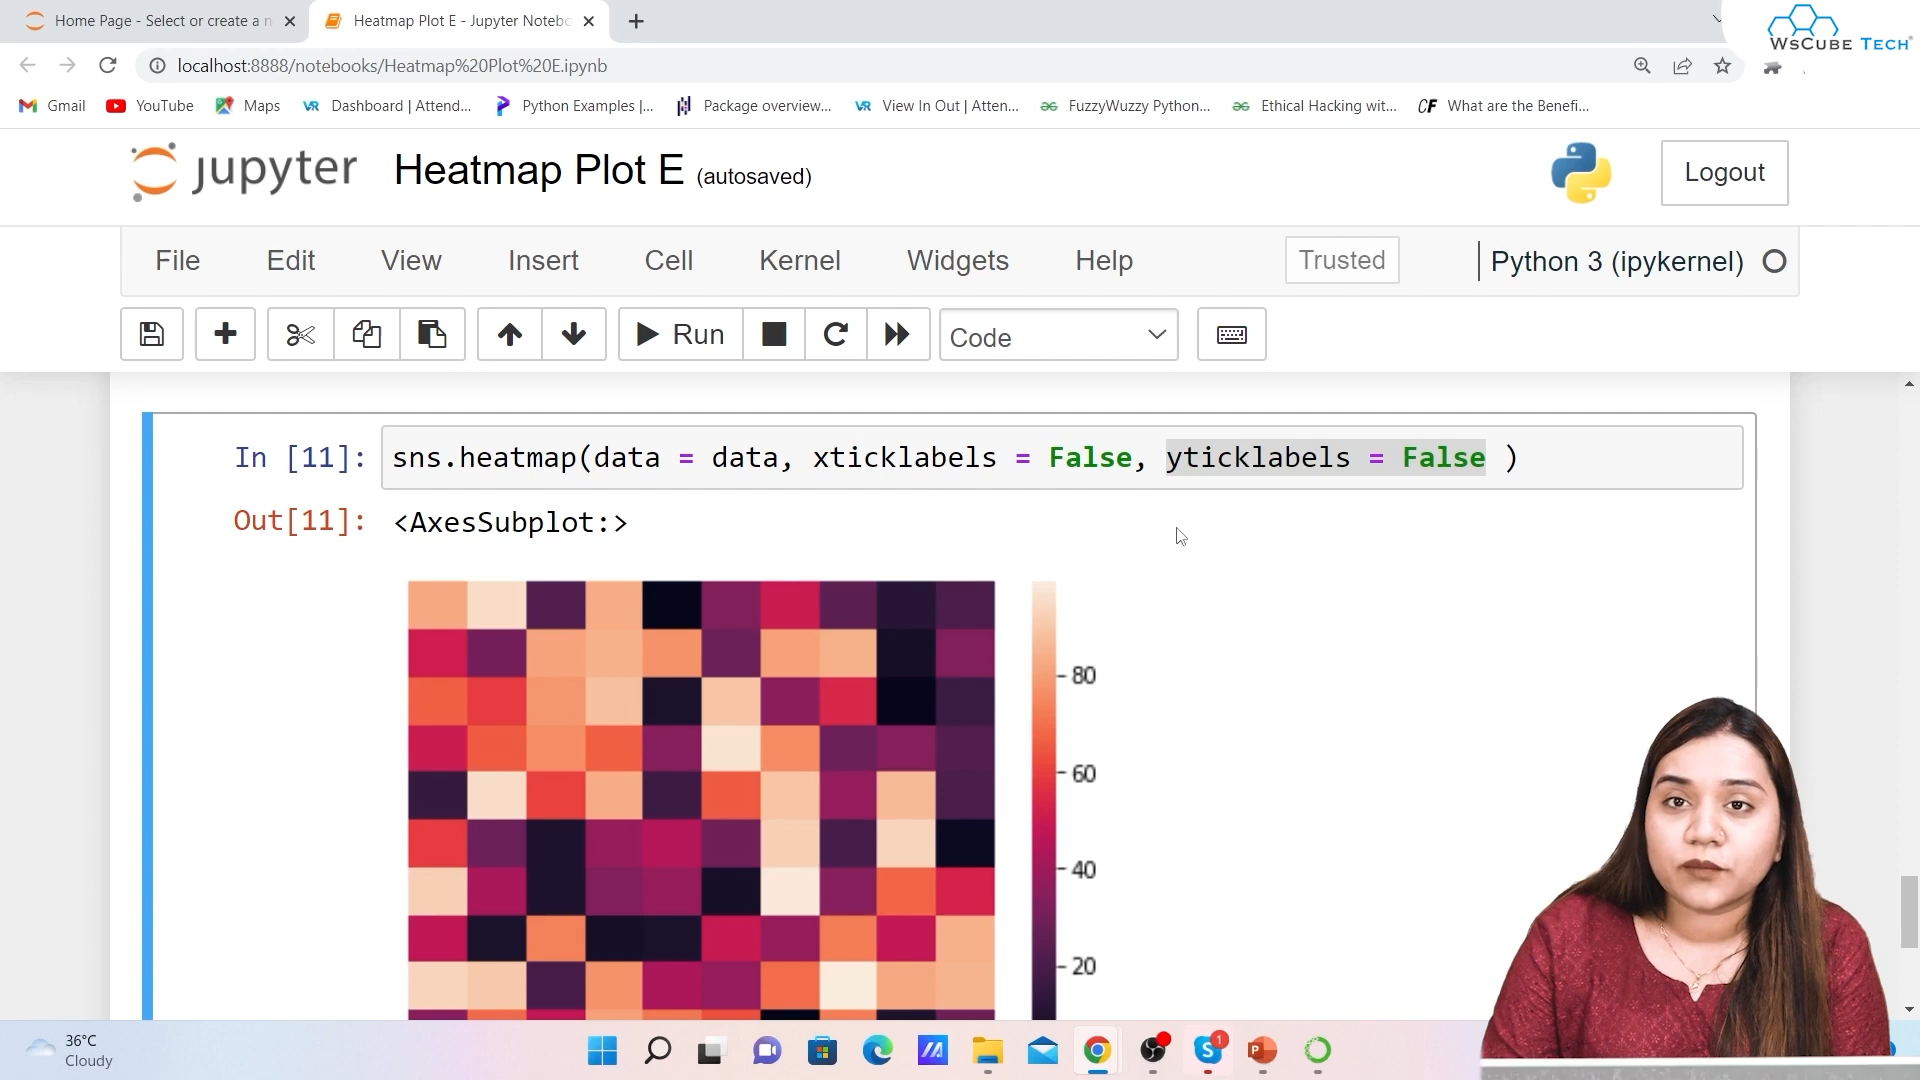 Home Page - Select or create a n
Heatmap Plot E - Jupyter Notebo
WsCube Tech
localhost:8888/notebooks/Heatmap%20Plot%20E.ipynb
Gmail
YouTube
Maps
Dashboard | Attend...
Python Examples |...
Package overview...
View In Out | Atten...
FuzzyWuzzy Python...
Ethical Hacking wit...
CF What are the Benefi...
jupyter
Heatmap Plot E (autosaved)
Logout
File
Edit
View
Insert
Cell
Kernel
Widgets
Help
Trusted
Python 3 (ipykernel)
Run
Code
In [11]: sns.heatmap(data = data, xticklabels = False, yticklabels = False )
Out[11]: <AxesSubplot:>
80
60
40
20
36°C
Cloudy
1